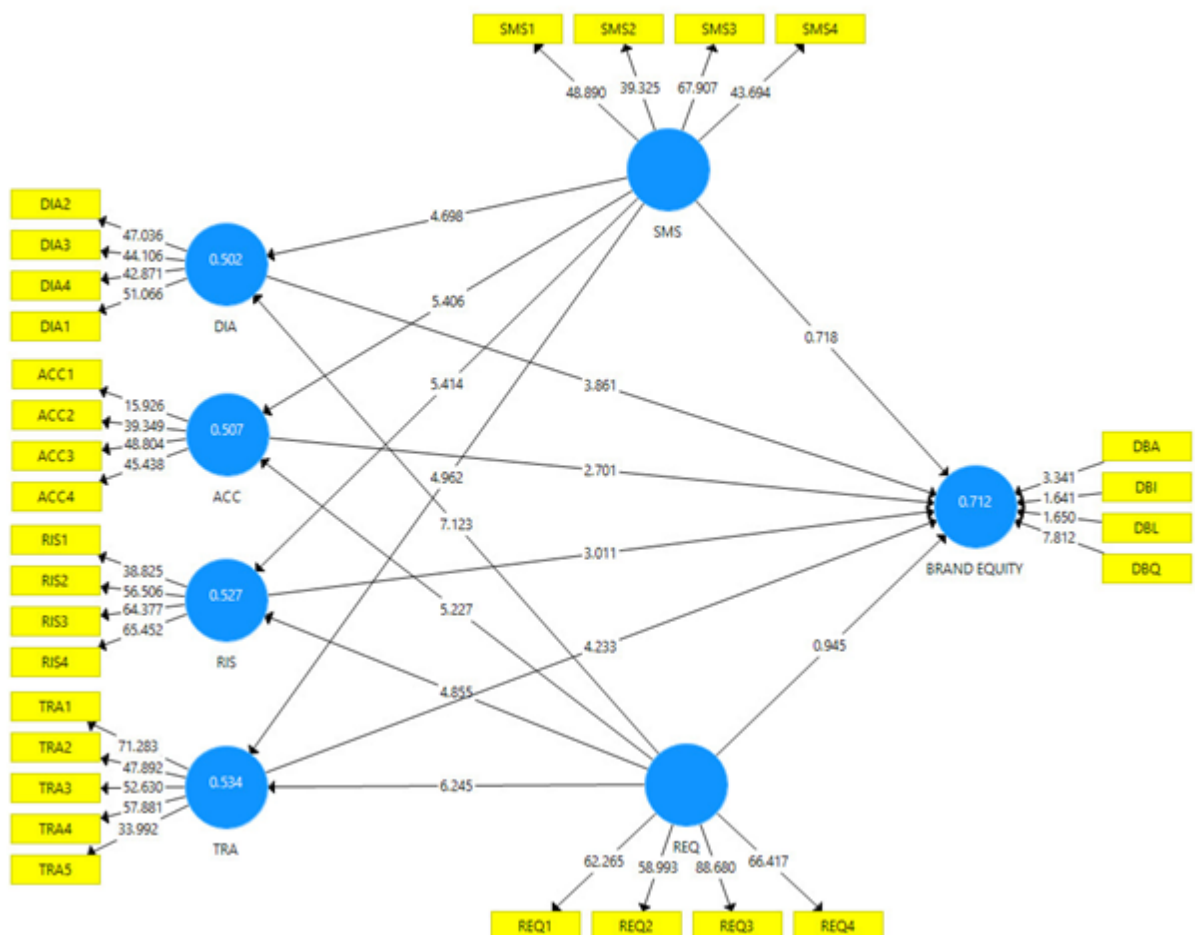 SMS1 SMS2 SMS3 SMS4
48.890 39.325 67.907 43.694
SMS
DIA2
DIA3
DIA4
DIA1
47.036
44.106
42.871
51.066
0.502
DIA
4.698
5.406
5.414
4.962
0.718
ACC1
ACC2
ACC3
ACC4
15.926
39.349
48.804
45.438
0.507
ACC
3.861
2.701
7.123
RIS1
RIS2
RIS3
RIS4
38.825
56.506
64.377
65.452
0.527
RIS
3.011
5.227
4.233
4.855
0.945
0.712
BRAND EQUITY
3.341
1.641
1.650
7.812
DBA
DBI
DBL
DBQ
TRA1
TRA2
TRA3
TRA4
TRA5
71.283
47.892
52.630
57.881
33.992
0.534
TRA
6.245
REQ
62.265 58.993 88.680 66.417
REQ1 REQ2 REQ3 REQ4